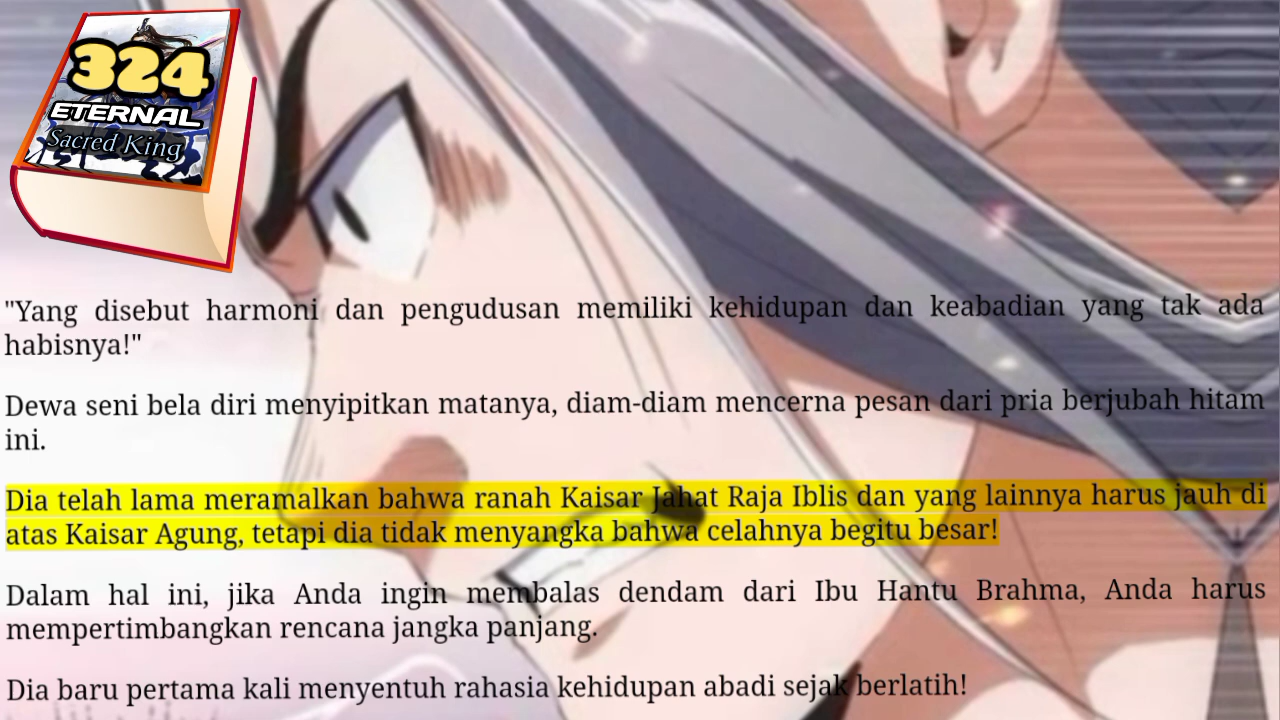 324
ETERNAL
Sacred King
"Yang disebut harmoni dan pengudusan memiliki kehidupan dan keabadian yang tak ada
habisnya!"
Dewa seni bela diri menyipitkan matanya, diam-diam mencerna pesan dari pria berjubah hitam
ini.
Dia telah lama meramalkan bahwa ranah Kaisar Jahat Raja Iblis dan yang lainnya harus jauh di
atas Kaisar Agung, tetapi dia tidak menyangka bahwa celahnya begitu besar!
Dalam hal ini, jika Anda ingin membalas dendam dari Ibu Hantu Brahma, Anda harus
mempertimbangkan rencana jangka panjang.
Dia baru pertama kali menyentuh rahasia kehidupan abadi sejak berlatih!